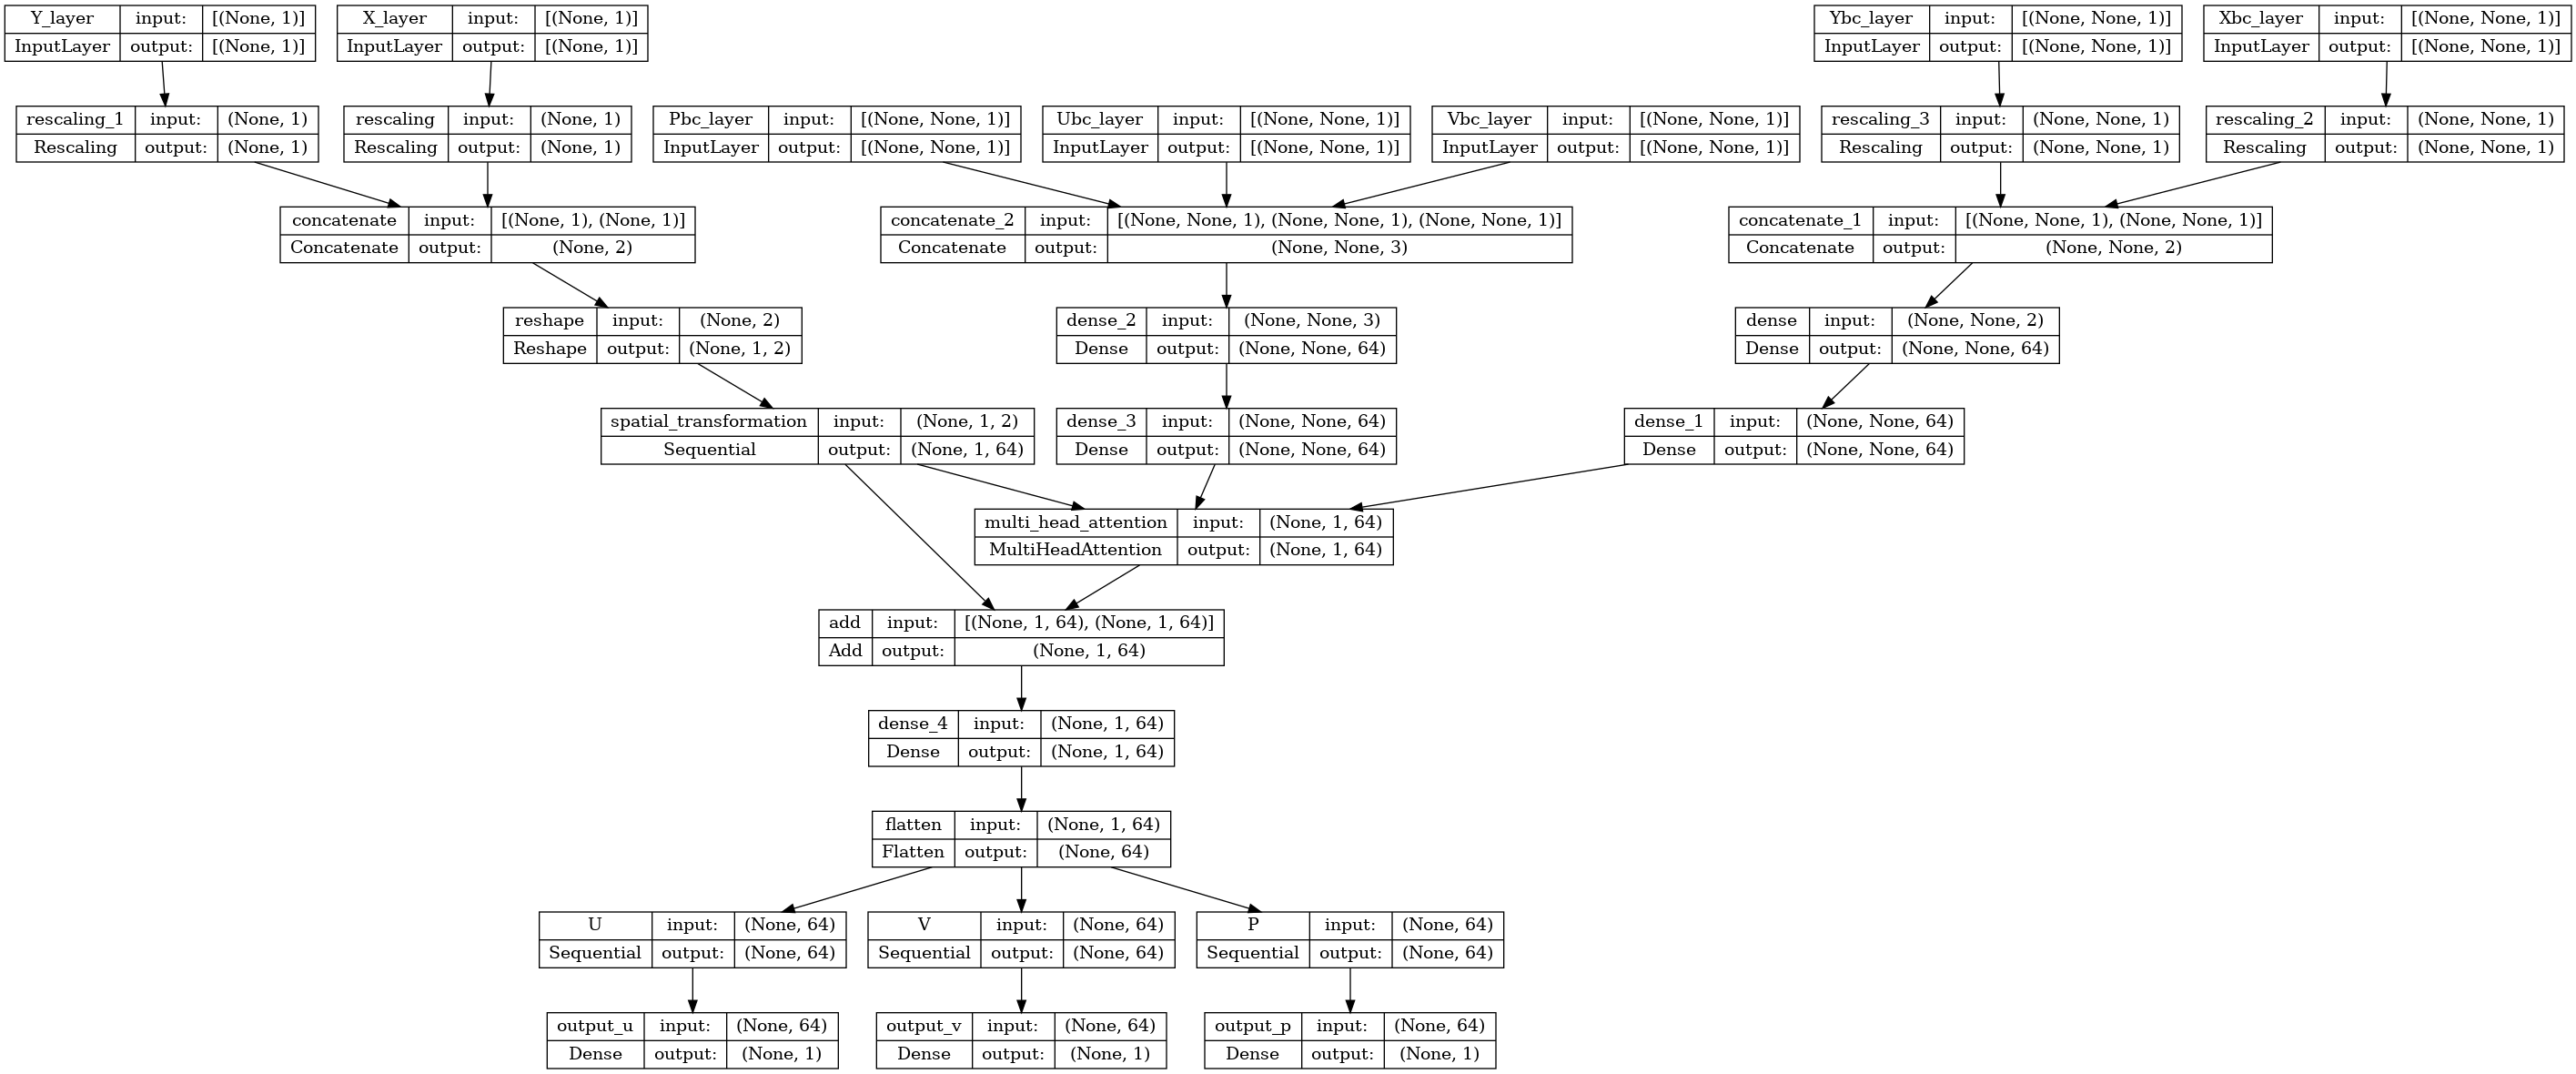 Y_layer input: [(None, 1)]
InputLayer output: [(None, 1)]
X_layer input: [(None, 1)]
InputLayer output: [(None, 1)]
Ybc_layer input: [(None, None, 1)]
InputLayer output: [(None, None, 1)]
Xbc_layer input: [(None, None, 1)]
InputLayer output: [(None, None, 1)]
rescaling_1 input: (None, 1)
Rescaling output: (None, 1)
rescaling input: (None, 1)
Rescaling output: (None, 1)
Pbc_layer input: [(None, None, 1)]
InputLayer output: [(None, None, 1)]
Ubc_layer input: [(None, None, 1)]
InputLayer output: [(None, None, 1)]
Vbc_layer input: [(None, None, 1)]
InputLayer output: [(None, None, 1)]
rescaling_3 input: (None, None, 1)
Rescaling output: (None, None, 1)
rescaling_2 input: (None, None, 1)
Rescaling output: (None, None, 1)
concatenate input: [(None, 1), (None, 1)]
Concatenate output: (None, 2)
concatenate_2 input: [(None, None, 1), (None, None, 1), (None, None, 1)]
Concatenate output: (None, None, 3)
concatenate_1 input: [(None, None, 1), (None, None, 1)]
Concatenate output: (None, None, 2)
reshape input: (None, 2)
Reshape output: (None, 1, 2)
dense_2 input: (None, None, 3)
Dense output: (None, None, 64)
dense input: (None, None, 2)
Dense output: (None, None, 64)
spatial_transformation input: (None, 1, 2)
Sequential output: (None, 1, 64)
dense_3 input: (None, None, 64)
Dense output: (None, None, 64)
dense_1 input: (None, None, 64)
Dense output: (None, None, 64)
multi_head_attention input: (None, 1, 64)
MultiHeadAttention output: (None, 1, 64)
add input: [(None, 1, 64), (None, 1, 64)]
Add output: (None, 1, 64)
dense_4 input: (None, 1, 64)
Dense output: (None, 1, 64)
flatten input: (None, 1, 64)
Flatten output: (None, 64)
U input: (None, 64)
Sequential output: (None, 64)
V input: (None, 64)
Sequential output: (None, 64)
P input: (None, 64)
Sequential output: (None, 64)
output_u input: (None, 64)
Dense output: (None, 1)
output_v input: (None, 64)
Dense output: (None, 1)
output_p input: (None, 64)
Dense output: (None, 1)